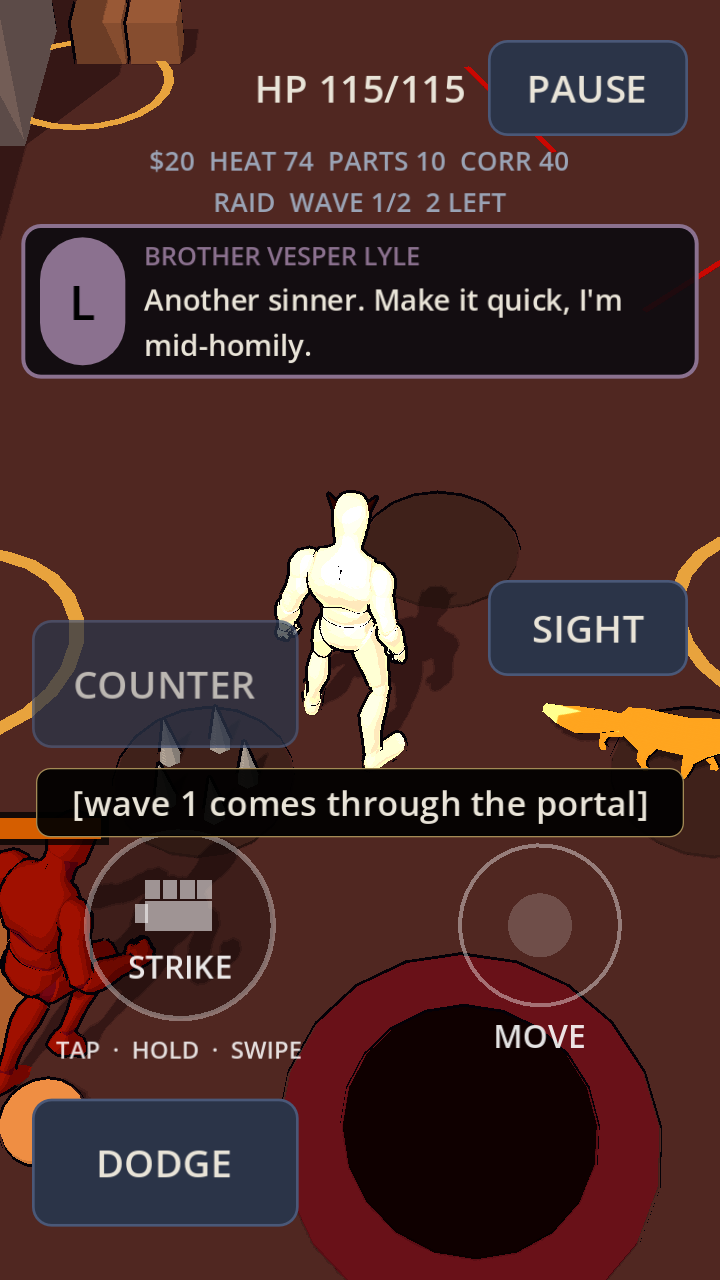 HP 115/115
PAUSE
$20 HEAT 74 PARTS 10 CORR 40
RAID WAVE 1/2 2 LEFT
L
BROTHER VESPER LYLE
Another sinner. Make it quick, I'm
mid-homily.
SIGHT
COUNTER
[wave 1 comes through the portal]
STRIKE
MOVE
TAP · HOLD · SWIPE
DODGE